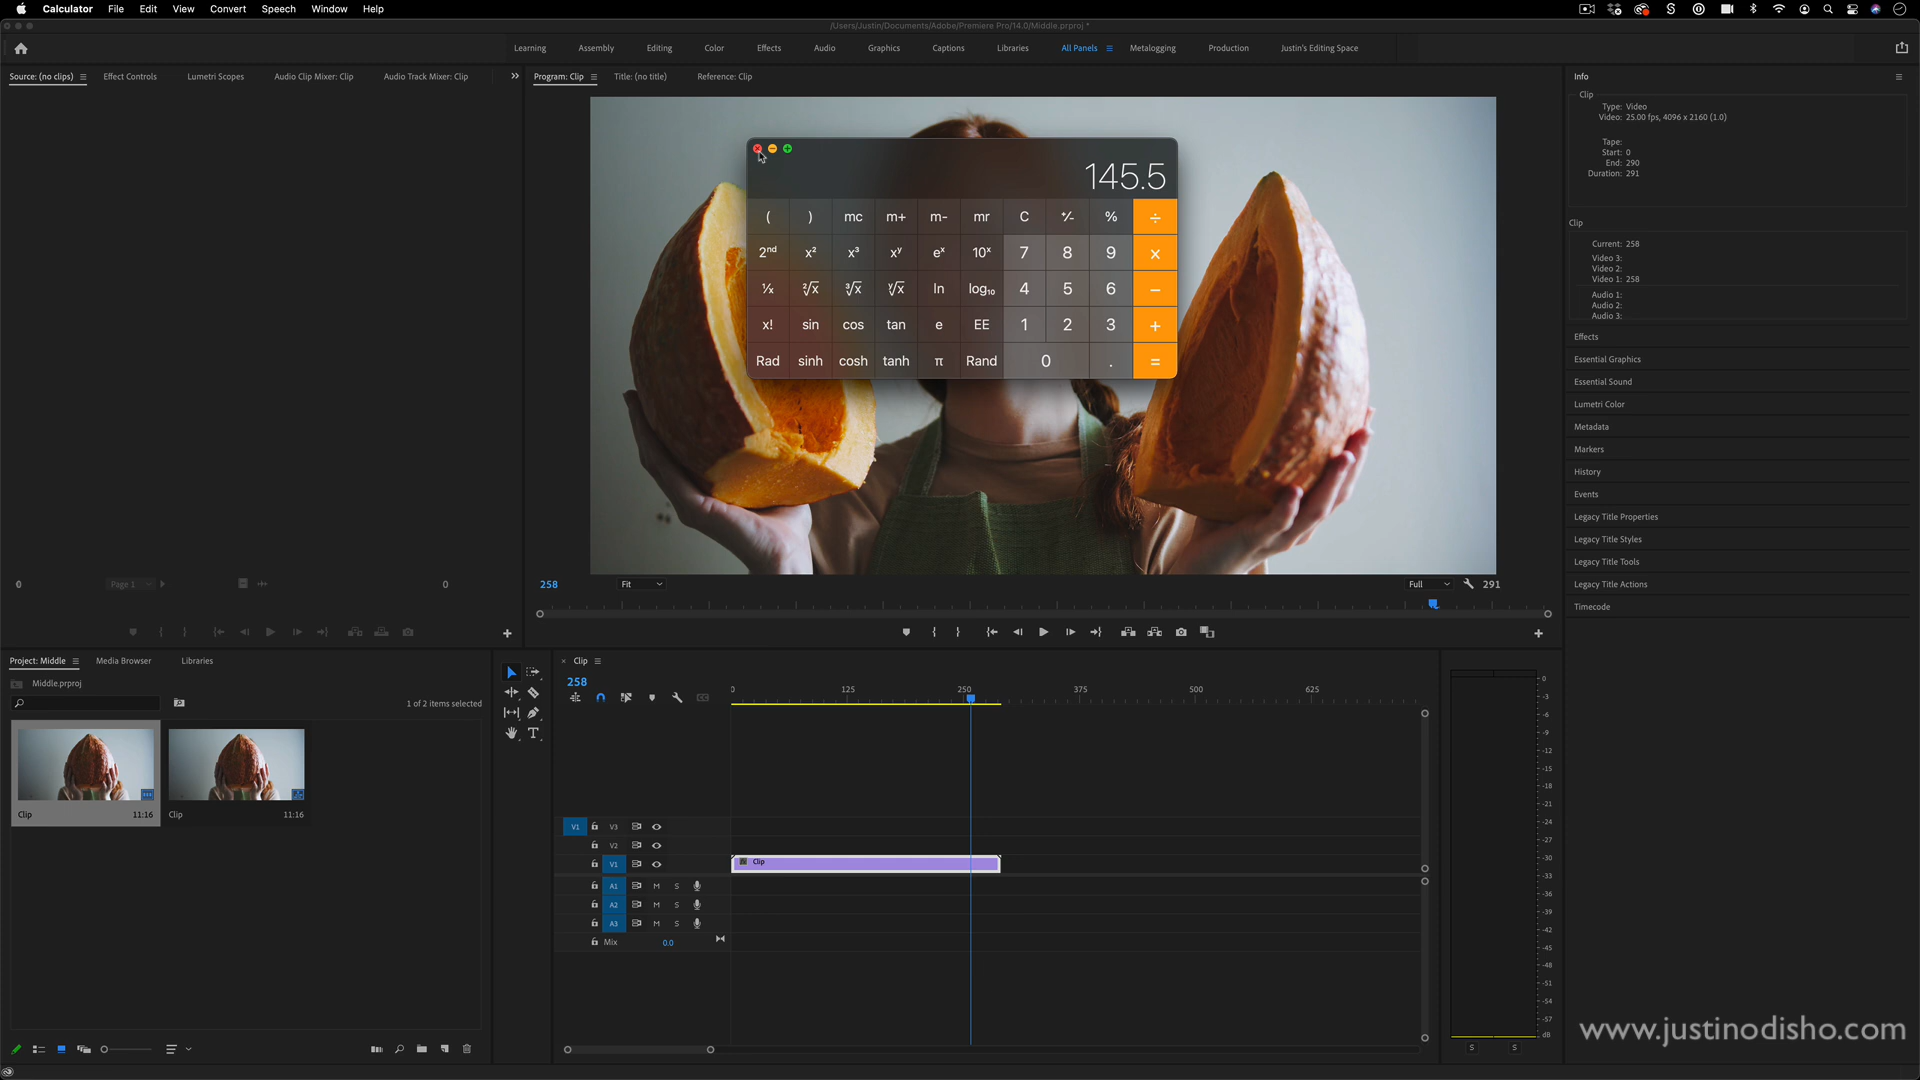 Calculator File Edit View Convert Speech Window Help
/Users/Justin/Documents/Adobe/Premiere Pro/14.0/Middle.prproj *
Learning Assembly Editing Color Effects Audio Graphics Captions Libraries All Panels Metalogging Production Justin's Editing Space
Source: (no clips) Effect Controls Lumetri Scopes Audio Clip Mixer: Clip Audio Track Mixer: Clip
Program: Clip Title: (no title) Reference: Clip
Info
Clip
Type: Video
Video: 25.00 fps, 4096 x 2160 (1.0)
Tape:
Start: 0
End: 290
Duration: 291
Clip
Current: 258
Video 3:
Video 2:
Video 1: 258
Audio 1:
Audio 2:
Audio 3:
Effects
Essential Graphics
Essential Sound
Lumetri Color
Metadata
Markers
History
Events
Legacy Title Properties
Legacy Title Styles
Legacy Title Tools
Legacy Title Actions
Timecode
145.5
( ) mc m+ m- mr C +/- % ÷
2nd x² x³ xʸ eˣ 10ˣ 7 8 9 ×
1/x ²√x ³√x ʸ√x ln log₁₀ 4 5 6 −
x! sin cos tan e EE 1 2 3 +
Rad sinh cosh tanh π Rand 0 . =
0 Page 1 0
258 Fit Full 291
Project: Middle Media Browser Libraries
Middle.prproj
1 of 2 items selected
Clip 11:16
Clip 11:16
Clip
258
0 125 250 375 500 625
V1 V3
V2
V1 Clip
A1 M S
A2 M S
A3 M S
Mix 0.0
0
-3
-6
-9
-12
-15
-18
-21
-24
-27
-30
-33
-36
-39
-42
-45
-48
-51
-54
-57
dB
S S
www.justinodisho.com